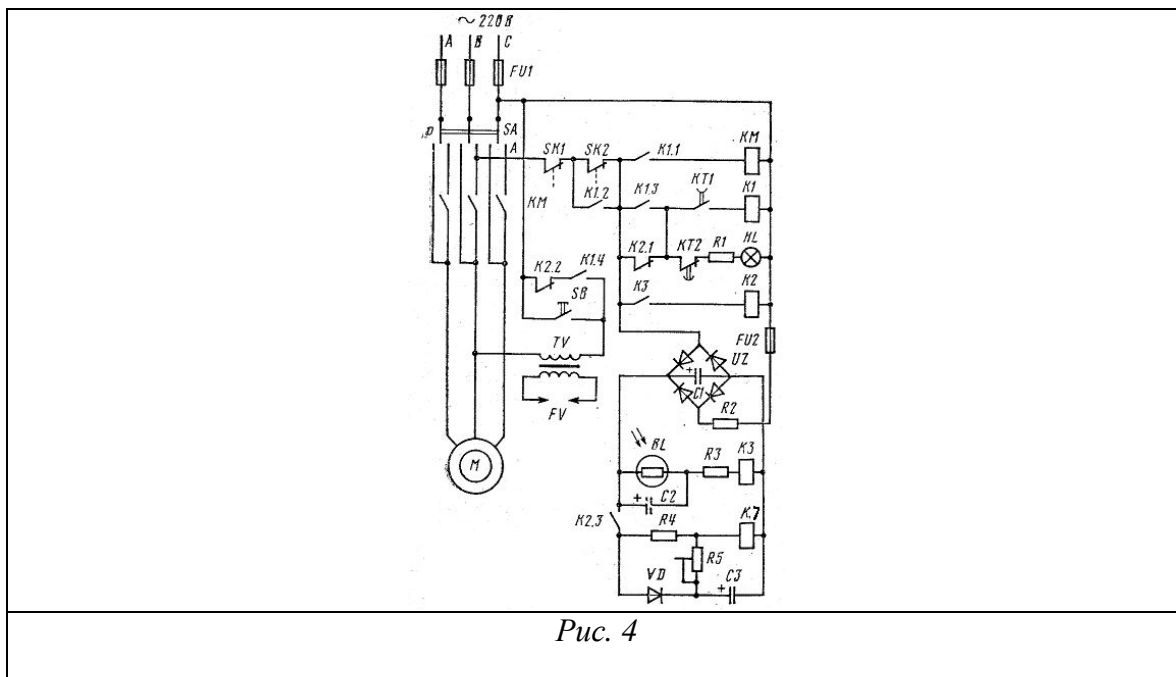 ~ 220 В
A B C
FU1
P SA
A
SK1 SK2 K1.1 KM
K1.2 K1.3 KT1 K1
KM
K2.1 KT2 R1 HL
K2.2 K1.4
SB K3 K2
TV FU2
UZ
+ C1
FV R2
BL R3 K3
M
+ C2
K2.3 R4 K.7
R5
VD + C3
Рис. 4